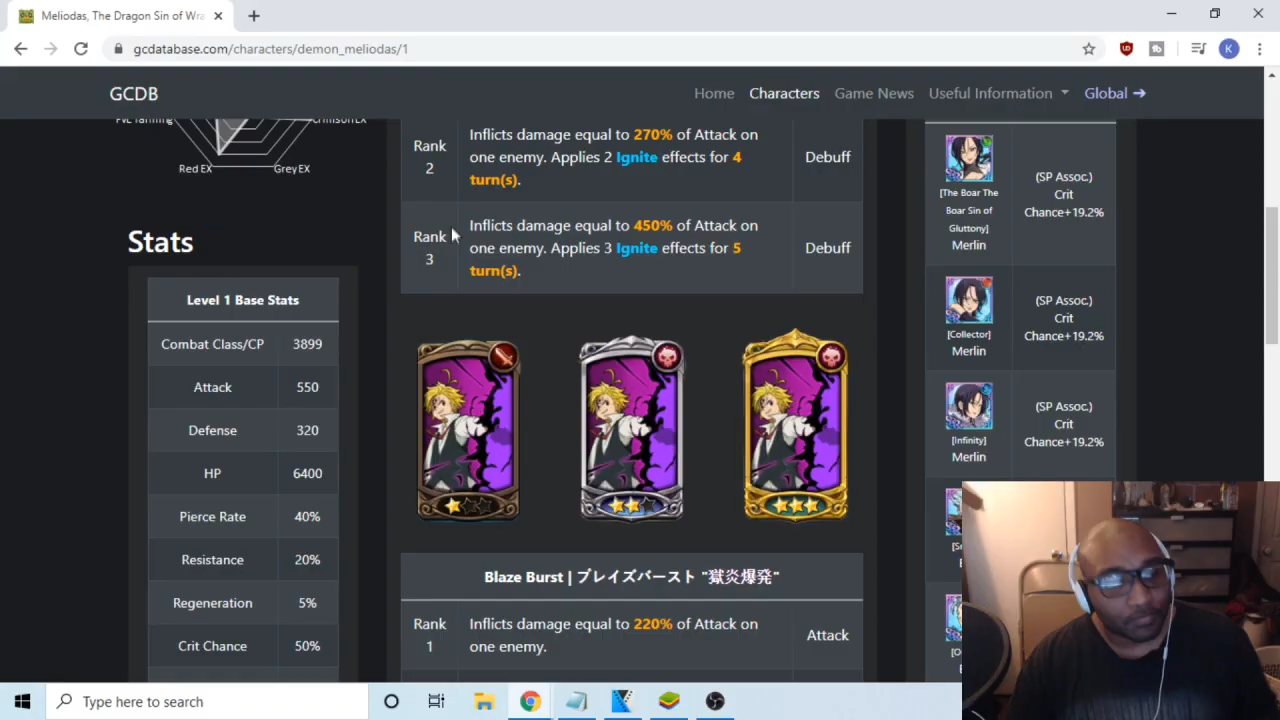 Meliodas, The Dragon Sin of Wra
gcdatabase.com/characters/demon_meliodas/1
K
GCDB
Home
Characters
Game News
Useful Information
Global →
Crimson EX
Red EX
Grey EX
Stats
Level 1 Base Stats
Combat Class/CP 3899
Attack 550
Defense 320
HP 6400
Pierce Rate 40%
Resistance 20%
Regeneration 5%
Crit Chance 50%
Rank 2
Inflicts damage equal to 270% of Attack on
one enemy. Applies 2 Ignite effects for 4
turn(s).
Debuff
Rank 3
Inflicts damage equal to 450% of Attack on
one enemy. Applies 3 Ignite effects for 5
turn(s).
Debuff
Blaze Burst | ブレイズバースト "獄炎爆発"
Rank 1
Inflicts damage equal to 220% of Attack on
one enemy.
Attack
[The Boar The
Boar Sin of
Gluttony]
Merlin
(SP Assoc.)
Crit
Chance+19.2%
[Collector]
Merlin
(SP Assoc.)
Crit
Chance+19.2%
[Infinity]
Merlin
(SP Assoc.)
Crit
Chance+19.2%
Type here to search